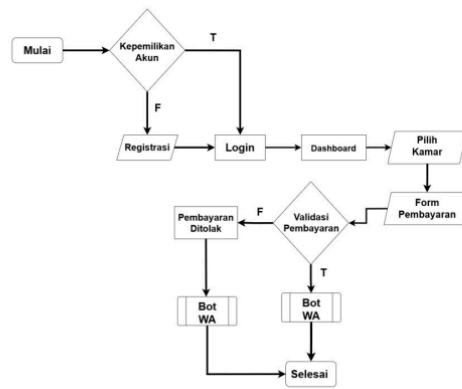 Mulai
Kepemilikan
Akun
T
F
Registrasi
Login
Dashboard
Pilih
Kamar
Form
Pembayaran
Validasi
Pembayaran
F
Pembayaran
Ditolak
T
Bot
WA
Bot
WA
Selesai